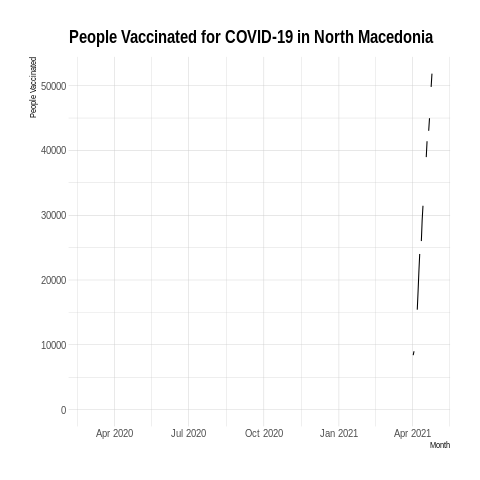 People Vaccinated for COVID-19 in North Macedonia
People Vaccinated
50000
40000
30000
20000
10000
0
Apr 2020 Jul 2020 Oct 2020 Jan 2021 Apr 2021
Month